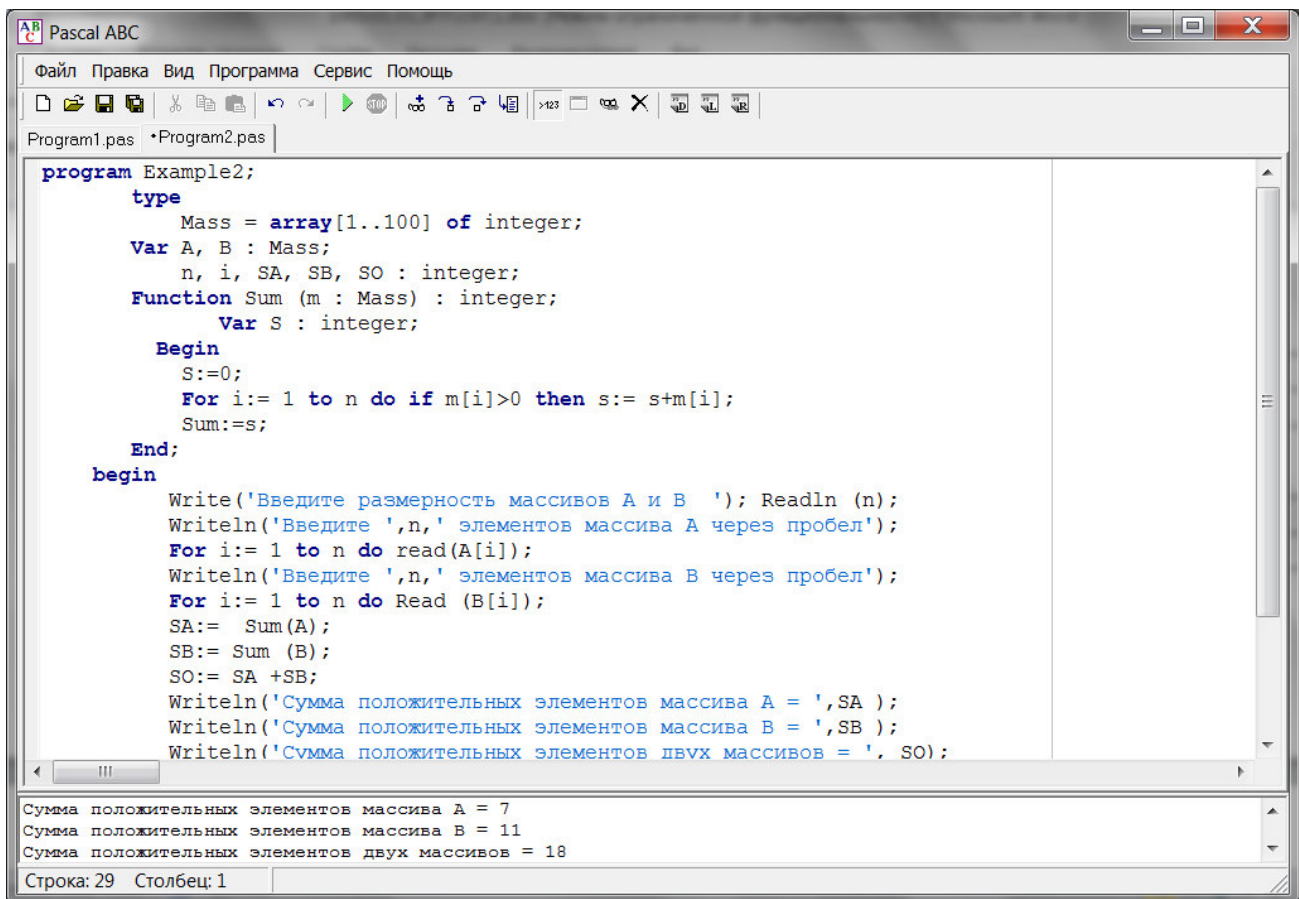 Pascal ABC
Файл Правка Вид Программа Сервис Помощь
Program1.pas •Program2.pas
program Example2;
type
Mass = array[1..100] of integer;
Var A, B : Mass;
n, i, SA, SB, SO : integer;
Function Sum (m : Mass) : integer;
Var S : integer;
Begin
S:=0;
For i:= 1 to n do if m[i]>0 then s:= s+m[i];
Sum:=s;
End;
begin
Write('Введите размерность массивов А и В  '); Readln (n);
Writeln('Введите ',n,' элементов массива А через пробел');
For i:= 1 to n do read(A[i]);
Writeln('Введите ',n,' элементов массива В через пробел');
For i:= 1 to n do Read (B[i]);
SA:=  Sum(A);
SB:= Sum (B);
SO:= SA +SB;
Writeln('Сумма положительных элементов массива А = ',SA );
Writeln('Сумма положительных элементов массива В = ',SB );
Writeln('Сумма положительных элементов двух массивов = ', SO);
Сумма положительных элементов массива А = 7
Сумма положительных элементов массива В = 11
Сумма положительных элементов двух массивов = 18
Строка: 29 Столбец: 1